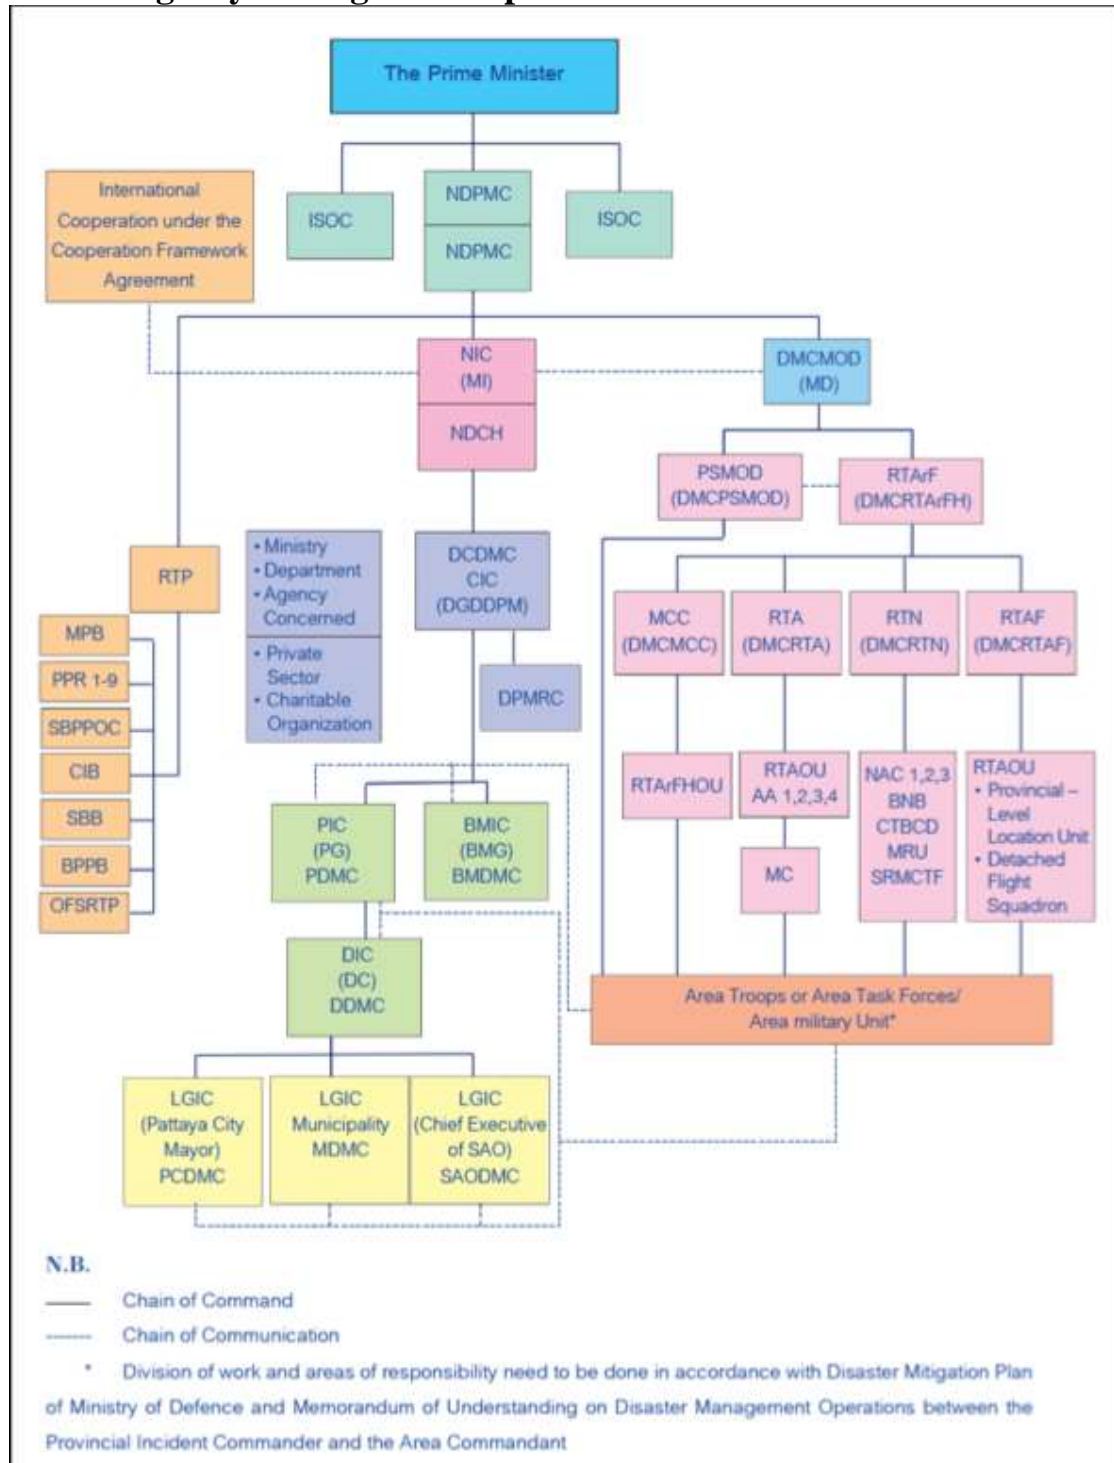 The Prime Minister
International
Cooperation under the
Cooperation Framework
Agreement
ISOC
NDPMC
NDPMC
ISOC
NIC
(MI)
NDCH
DMCMOD
(MD)
PSMOD
(DMCPSMOD)
RTArF
(DMCRTArFH)
RTP
• Ministry
• Department
• Agency
Concerned
• Private
Sector
• Charitable
Organization
DCDMC
CIC
(DGDDPM)
DPMRC
MCC
(DMCMCC)
RTA
(DMCRTA)
RTN
(DMCRTN)
RTAF
(DMCRTAF)
MPB
PPR 1-9
SBPPOC
CIB
SBB
BPPB
OFSRTP
RTArFHOU
RTAOU
AA 1,2,3,4
MC
NAC 1,2,3
BNB
CTBCD
MRU
SRMCTF
RTAOU
• Provincial –
Level
Location Unit
• Detached
Flight
Squadron
PIC
(PG)
PDMC
BMIC
(BMG)
BMDMC
DIC
(DC)
DDMC
Area Troops or Area Task Forces/
Area military Unit*
LGIC
(Pattaya City
Mayor)
PCDMC
LGIC
Municipality
MDMC
LGIC
(Chief Executive
of SAO)
SAODMC
N.B.
Chain of Command
Chain of Communication
* Division of work and areas of responsibility need to be done in accordance with Disaster Mitigation Plan
of Ministry of Defence and Memorandum of Understanding on Disaster Management Operations between the
Provincial Incident Commander and the Area Commandant